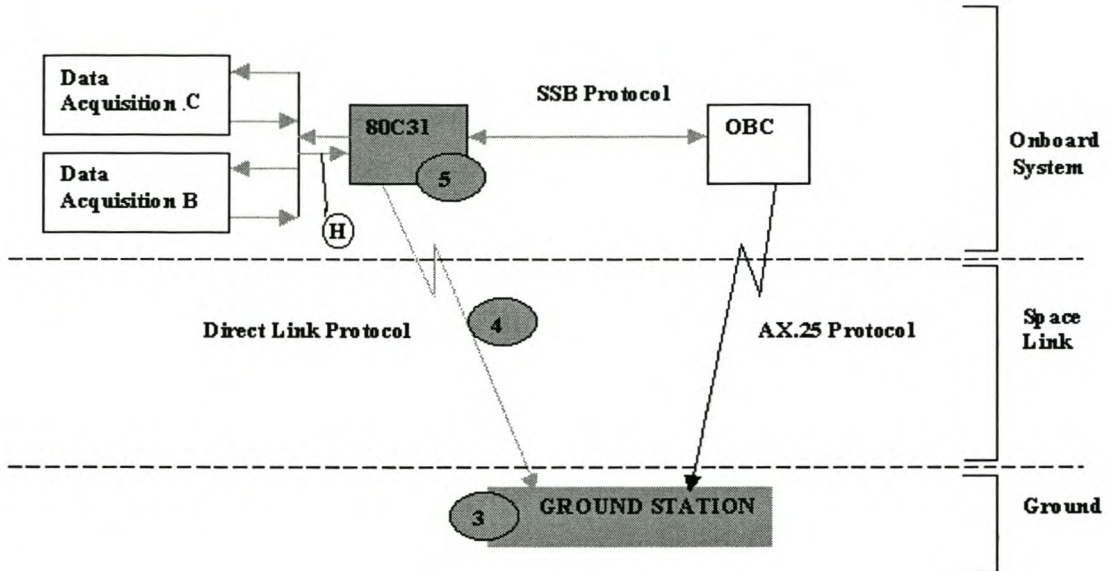 Data
Acquisition .C
80C31
SSB Protocol
OBC
Onboard
System
Data
Acquisition B
5
H
Direct Link Protocol
4
AX.25 Protocol
Space
Link
3
GROUND STATION
Ground